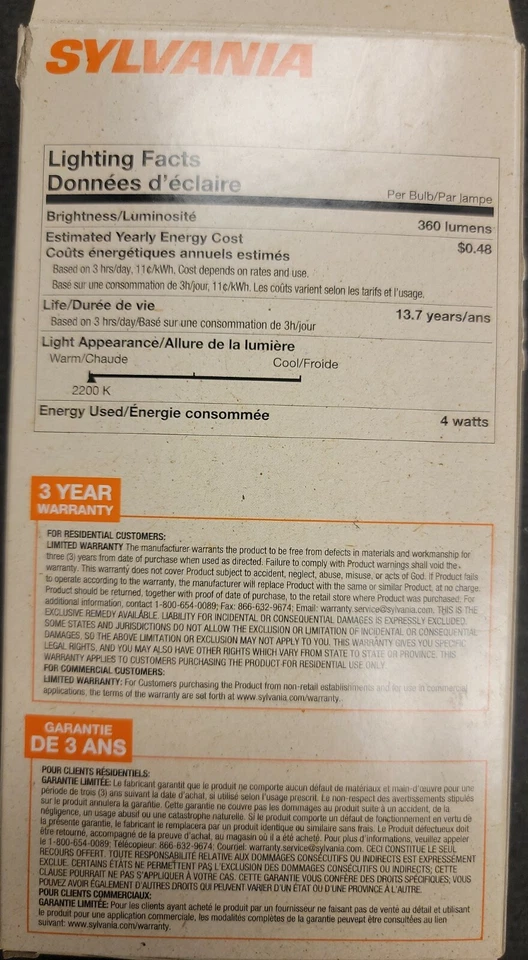 SYLVANIA
Lighting Facts
Données d'éclaire
Per Bulb/Par lampe
Brightness/Luminosité 360 lumens
Estimated Yearly Energy Cost $0.48
Coûts énergétiques annuels estimés
Based on 3 hrs/day, 11¢/kWh. Cost depends on rates and use.
Basé sur une consommation de 3h/jour, 11¢/kWh. Les coûts varient selon les tarifs et l'usage.
Life/Durée de vie 13.7 years/ans
Based on 3 hrs/day/Basé sur une consommation de 3h/jour
Light Appearance/Allure de la lumière
Warm/Chaude Cool/Froide
2200 K
Energy Used/Énergie consommée 4 watts
3 YEAR
WARRANTY
FOR RESIDENTIAL CUSTOMERS:
LIMITED WARRANTY The manufacturer warrants the product to be free from defects in materials and workmanship for
three (3) years from date of purchase when used as directed. Failure to comply with Product warnings shall void the
warranty. This warranty does not cover Product subject to accident, neglect, abuse, misuse, or acts of God. If Product fails
to operate according to the warranty, the manufacturer will replace Product with the same or similar Product, at no charge.
Product should be returned, together with proof of date of purchase, to the retail store where Product was purchased. For
additional information, contact 1-800-654-0089; Fax: 866-632-9674; Email: warranty.service@sylvania.com. THIS IS THE
EXCLUSIVE REMEDY AVAILABLE. LIABILITY FOR INCIDENTAL OR CONSEQUENTIAL DAMAGES IS EXPRESSLY EXCLUDED.
SOME STATES AND JURISDICTIONS DO NOT ALLOW THE EXCLUSION OR LIMITATION OF INCIDENTAL OR CONSEQUENTIAL
DAMAGES, SO THE ABOVE LIMITATION OR EXCLUSION MAY NOT APPLY TO YOU. THIS WARRANTY GIVES YOU SPECIFIC
LEGAL RIGHTS, AND YOU MAY ALSO HAVE OTHER RIGHTS WHICH VARY FROM STATE TO STATE OR PROVINCE. THIS
WARRANTY APPLIES TO CUSTOMERS PURCHASING THE PRODUCT FOR RESIDENTIAL USE ONLY.
FOR COMMERCIAL CUSTOMERS:
LIMITED WARRANTY: For Customers purchasing the Product from non-retail establishments and for use in commercial
applications, the terms of the warranty are set forth at www.sylvania.com/warranty.
GARANTIE
DE 3 ANS
POUR CLIENTS RÉSIDENTIELS:
GARANTIE LIMITÉE: Le fabricant garantit que le produit ne comporte aucun défaut de matériaux et main-d'œuvre pour une
période de trois (3) ans suivant la date d'achat, si utilisé selon l'usage prescrit. Le non-respect des avertissements stipulés
sur le produit annulera la garantie. Cette garantie ne couvre pas les dommages au produit suite à un accident, de la
négligence, un usage abusif ou une catastrophe naturelle. Si le produit comporte un défaut de fonctionnement en vertu de
la présente garantie, le fabricant le remplacera par un produit identique ou similaire sans frais. Le Produit défectueux doit
être retourné, accompagné de la preuve d'achat, au magasin où il a été acheté. Pour plus d'informations, veuillez appeler
le 1-800-654-0089: Télécopieur: 866-632-9674; Courriel: warranty.service@sylvania.com. CECI CONSTITUE LE SEUL
RECOURS OFFERT. TOUTE RESPONSABILITÉ RELATIVE AUX DOMMAGES CONSÉCUTIFS OU INDIRECTS EST EXPRESSÉMENT
EXCLUE. CERTAINS ÉTATS NE PERMETTENT PAS L'EXCLUSION DES DOMMAGES CONSÉCUTIFS OU INDIRECTS; CETTE
CLAUSE POURRAIT NE PAS S'APPLIQUER À VOTRE CAS. CETTE GARANTIE VOUS CONFÈRE DES DROITS SPÉCIFIQUES; VOUS
POUVEZ AVOIR ÉGALEMENT D'AUTRES DROITS QUI PEUVENT VARIER D'UN ÉTAT OU D'UNE PROVINCE À L'AUTRE.
POUR CLIENTS COMMERCIAUX:
GARANTIE LIMITÉE: Pour les clients ayant acheté le produit par un fournisseur ne faisant pas de vente au détail et utilisant
le produit pour une application commerciale, les modalités complètes de la garantie peuvent être consultées au lien
suivant: www.sylvania.com/warranty.